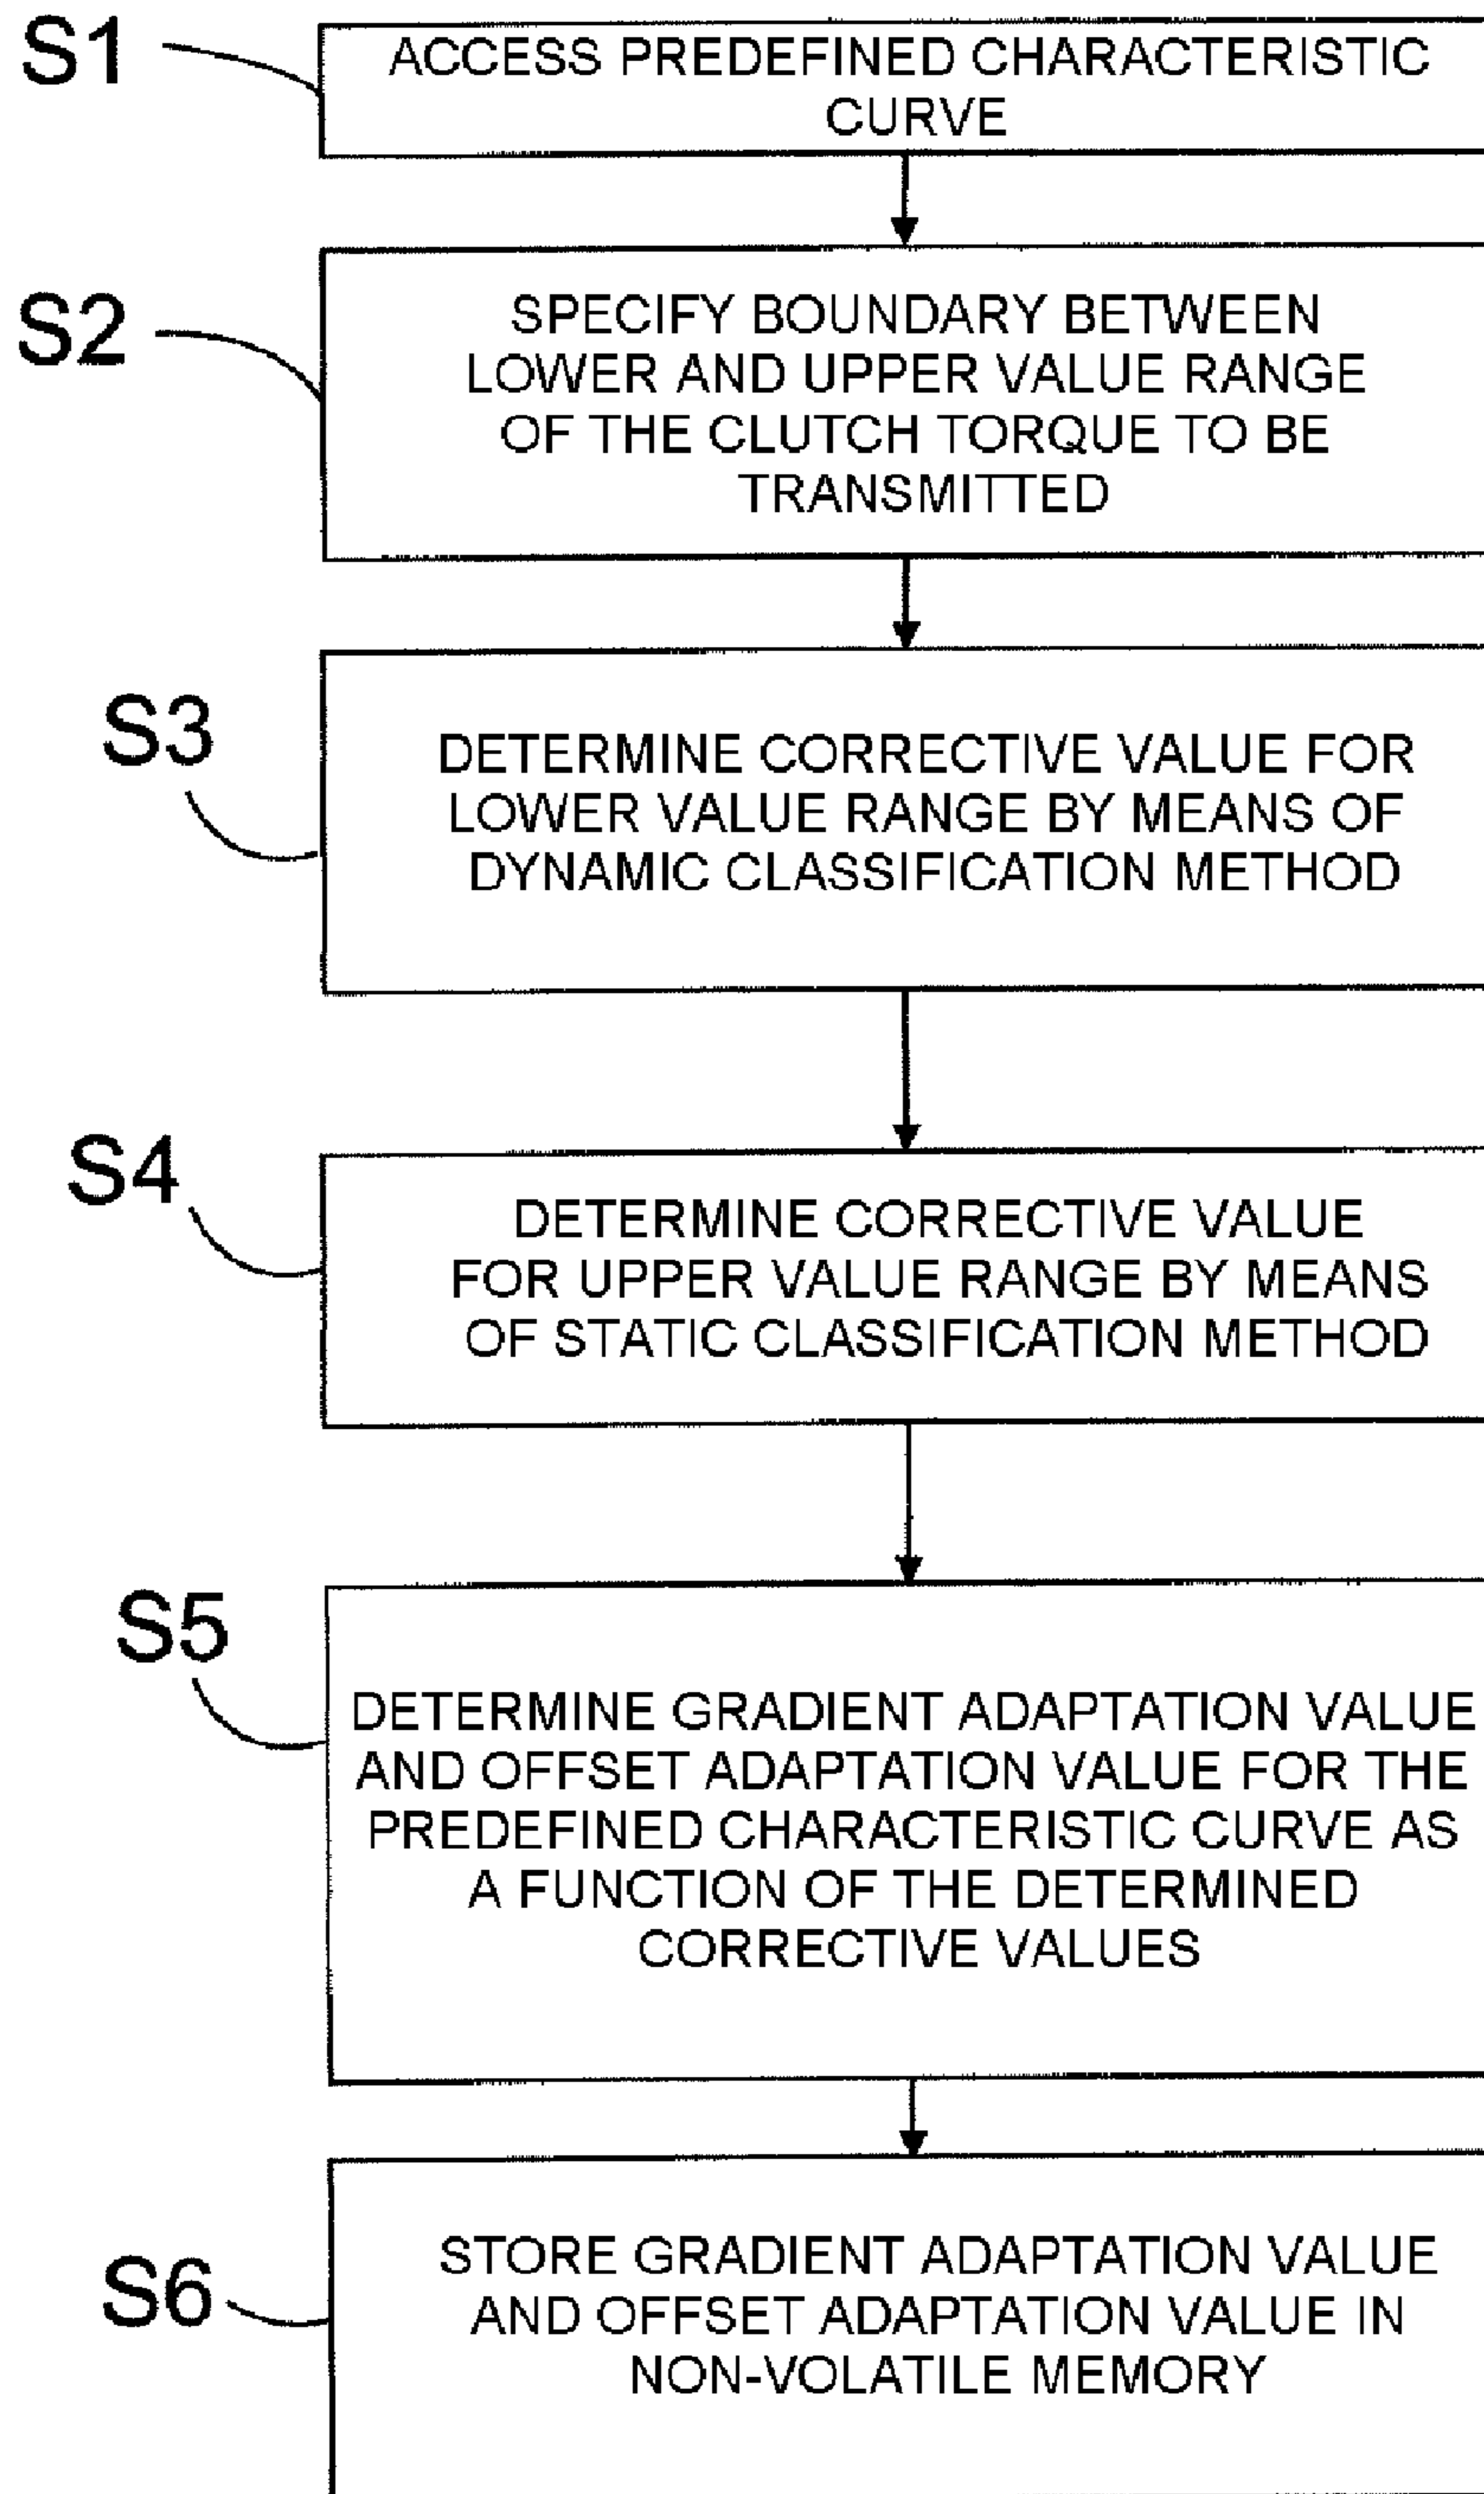 S1
ACCESS PREDEFINED CHARACTERISTIC
CURVE
S2
SPECIFY BOUNDARY BETWEEN
LOWER AND UPPER VALUE RANGE
OF THE CLUTCH TORQUE TO BE
TRANSMITTED
S3
DETERMINE CORRECTIVE VALUE FOR
LOWER VALUE RANGE BY MEANS OF
DYNAMIC CLASSIFICATION METHOD
S4
DETERMINE CORRECTIVE VALUE
FOR UPPER VALUE RANGE BY MEANS
OF STATIC CLASSIFICATION METHOD
S5
DETERMINE GRADIENT ADAPTATION VALUE
AND OFFSET ADAPTATION VALUE FOR THE
PREDEFINED CHARACTERISTIC CURVE AS
A FUNCTION OF THE DETERMINED
CORRECTIVE VALUES
S6
STORE GRADIENT ADAPTATION VALUE
AND OFFSET ADAPTATION VALUE IN
NON-VOLATILE MEMORY